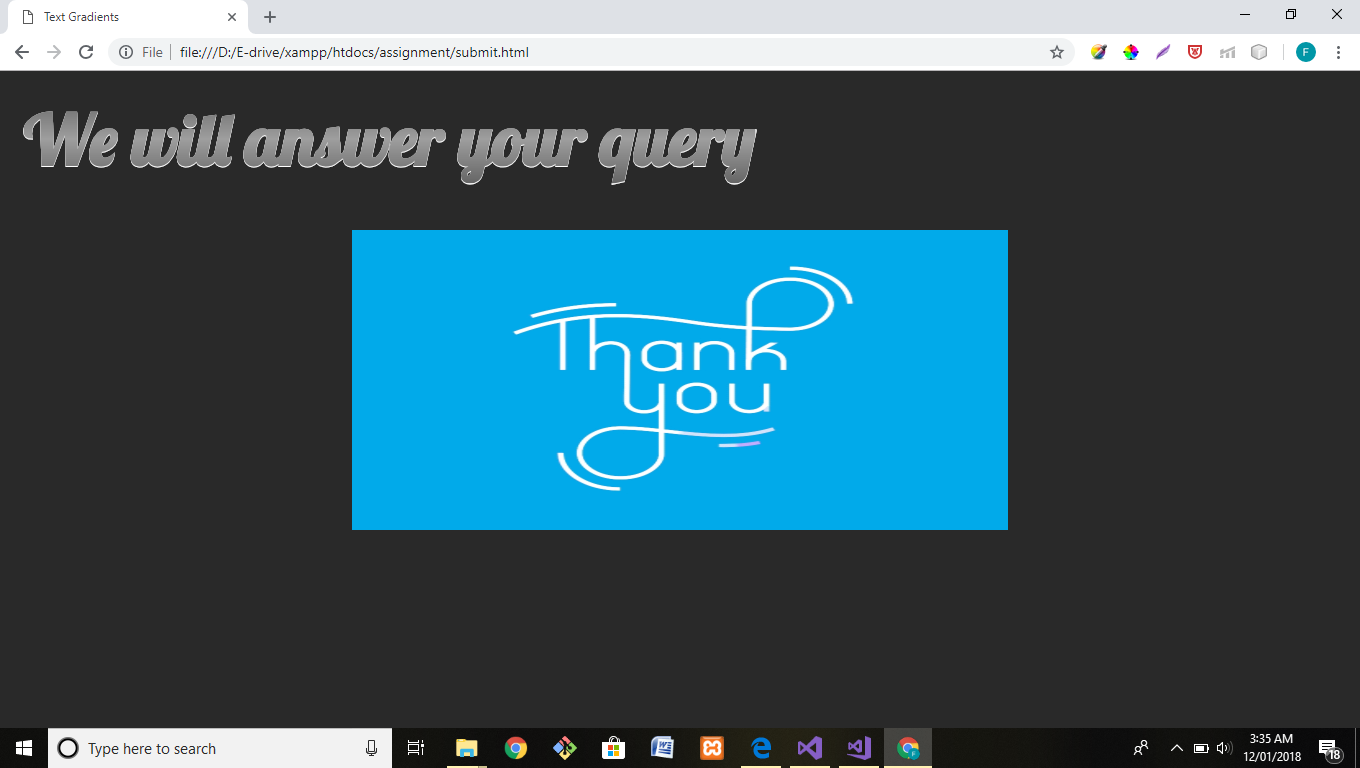 Text Gradients
File
file:///D:/E-drive/xampp/htdocs/assignment/submit.html
F
We will answer your query
Thank
you
Type here to search
W
F
3:35 AM
12/01/2018
18